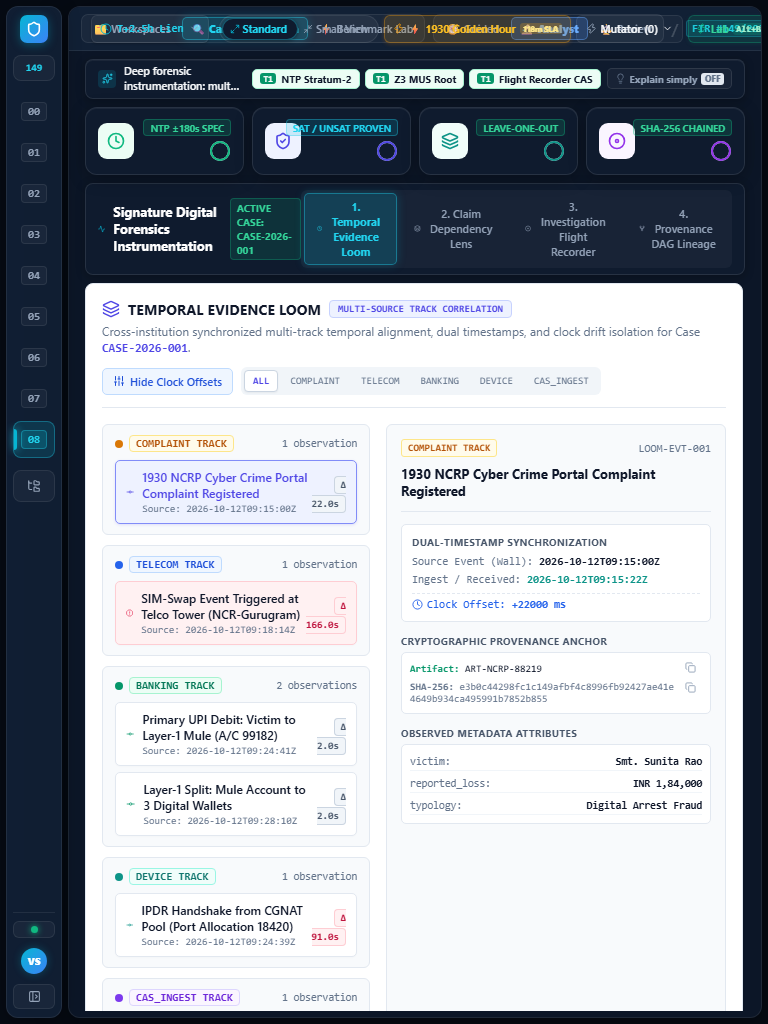 149
00
01
02
03
04
05
06
07
08
VS
Workspaces
Standard
Small
Benchmark Lab
1930 Golden Hour
118m SLA
Mutator (0)
/
Deep forensic
instrumentation: mult...
T1 NTP Stratum-2
T1 Z3 MUS Root
T1 Flight Recorder CAS
Explain simply OFF
NTP ±180s SPEC
SAT / UNSAT PROVEN
LEAVE-ONE-OUT
SHA-256 CHAINED
Signature Digital
Forensics
Instrumentation
ACTIVE
CASE:
CASE-2026-
001
1.
Temporal
Evidence
Loom
2. Claim
Dependency
Lens
3.
Investigation
Flight
Recorder
4.
Provenance
DAG Lineage
TEMPORAL EVIDENCE LOOM
MULTI-SOURCE TRACK CORRELATION
Cross-institution synchronized multi-track temporal alignment, dual timestamps, and clock drift isolation for Case
CASE-2026-001.
Hide Clock Offsets
ALL
COMPLAINT
TELECOM
BANKING
DEVICE
CAS_INGEST
COMPLAINT TRACK
1 observation
1930 NCRP Cyber Crime Portal
Complaint Registered
Source: 2026-10-12T09:15:00Z
Δ
22.0s
TELECOM TRACK
1 observation
SIM-Swap Event Triggered at
Telco Tower (NCR-Gurugram)
Source: 2026-10-12T09:18:14Z
Δ
166.0s
BANKING TRACK
2 observations
Primary UPI Debit: Victim to
Layer-1 Mule (A/C 99182)
Source: 2026-10-12T09:24:41Z
Δ
2.0s
Layer-1 Split: Mule Account to
3 Digital Wallets
Source: 2026-10-12T09:28:10Z
Δ
2.0s
DEVICE TRACK
1 observation
IPDR Handshake from CGNAT
Pool (Port Allocation 18420)
Source: 2026-10-12T09:24:39Z
Δ
91.0s
CAS_INGEST TRACK
1 observation
COMPLAINT TRACK
LOOM-EVT-001
1930 NCRP Cyber Crime Portal Complaint
Registered
DUAL-TIMESTAMP SYNCHRONIZATION
Source Event (Wall): 2026-10-12T09:15:00Z
Ingest / Received: 2026-10-12T09:15:22Z
Clock Offset: +22000 ms
CRYPTOGRAPHIC PROVENANCE ANCHOR
Artifact: ART-NCRP-88219
SHA-256: e3b0c44298fc1c149afbf4c8996fb92427ae41e
4649b934ca495991b7852b855
OBSERVED METADATA ATTRIBUTES
victim: Smt. Sunita Rao
reported_loss: INR 1,84,000
typology: Digital Arrest Fraud